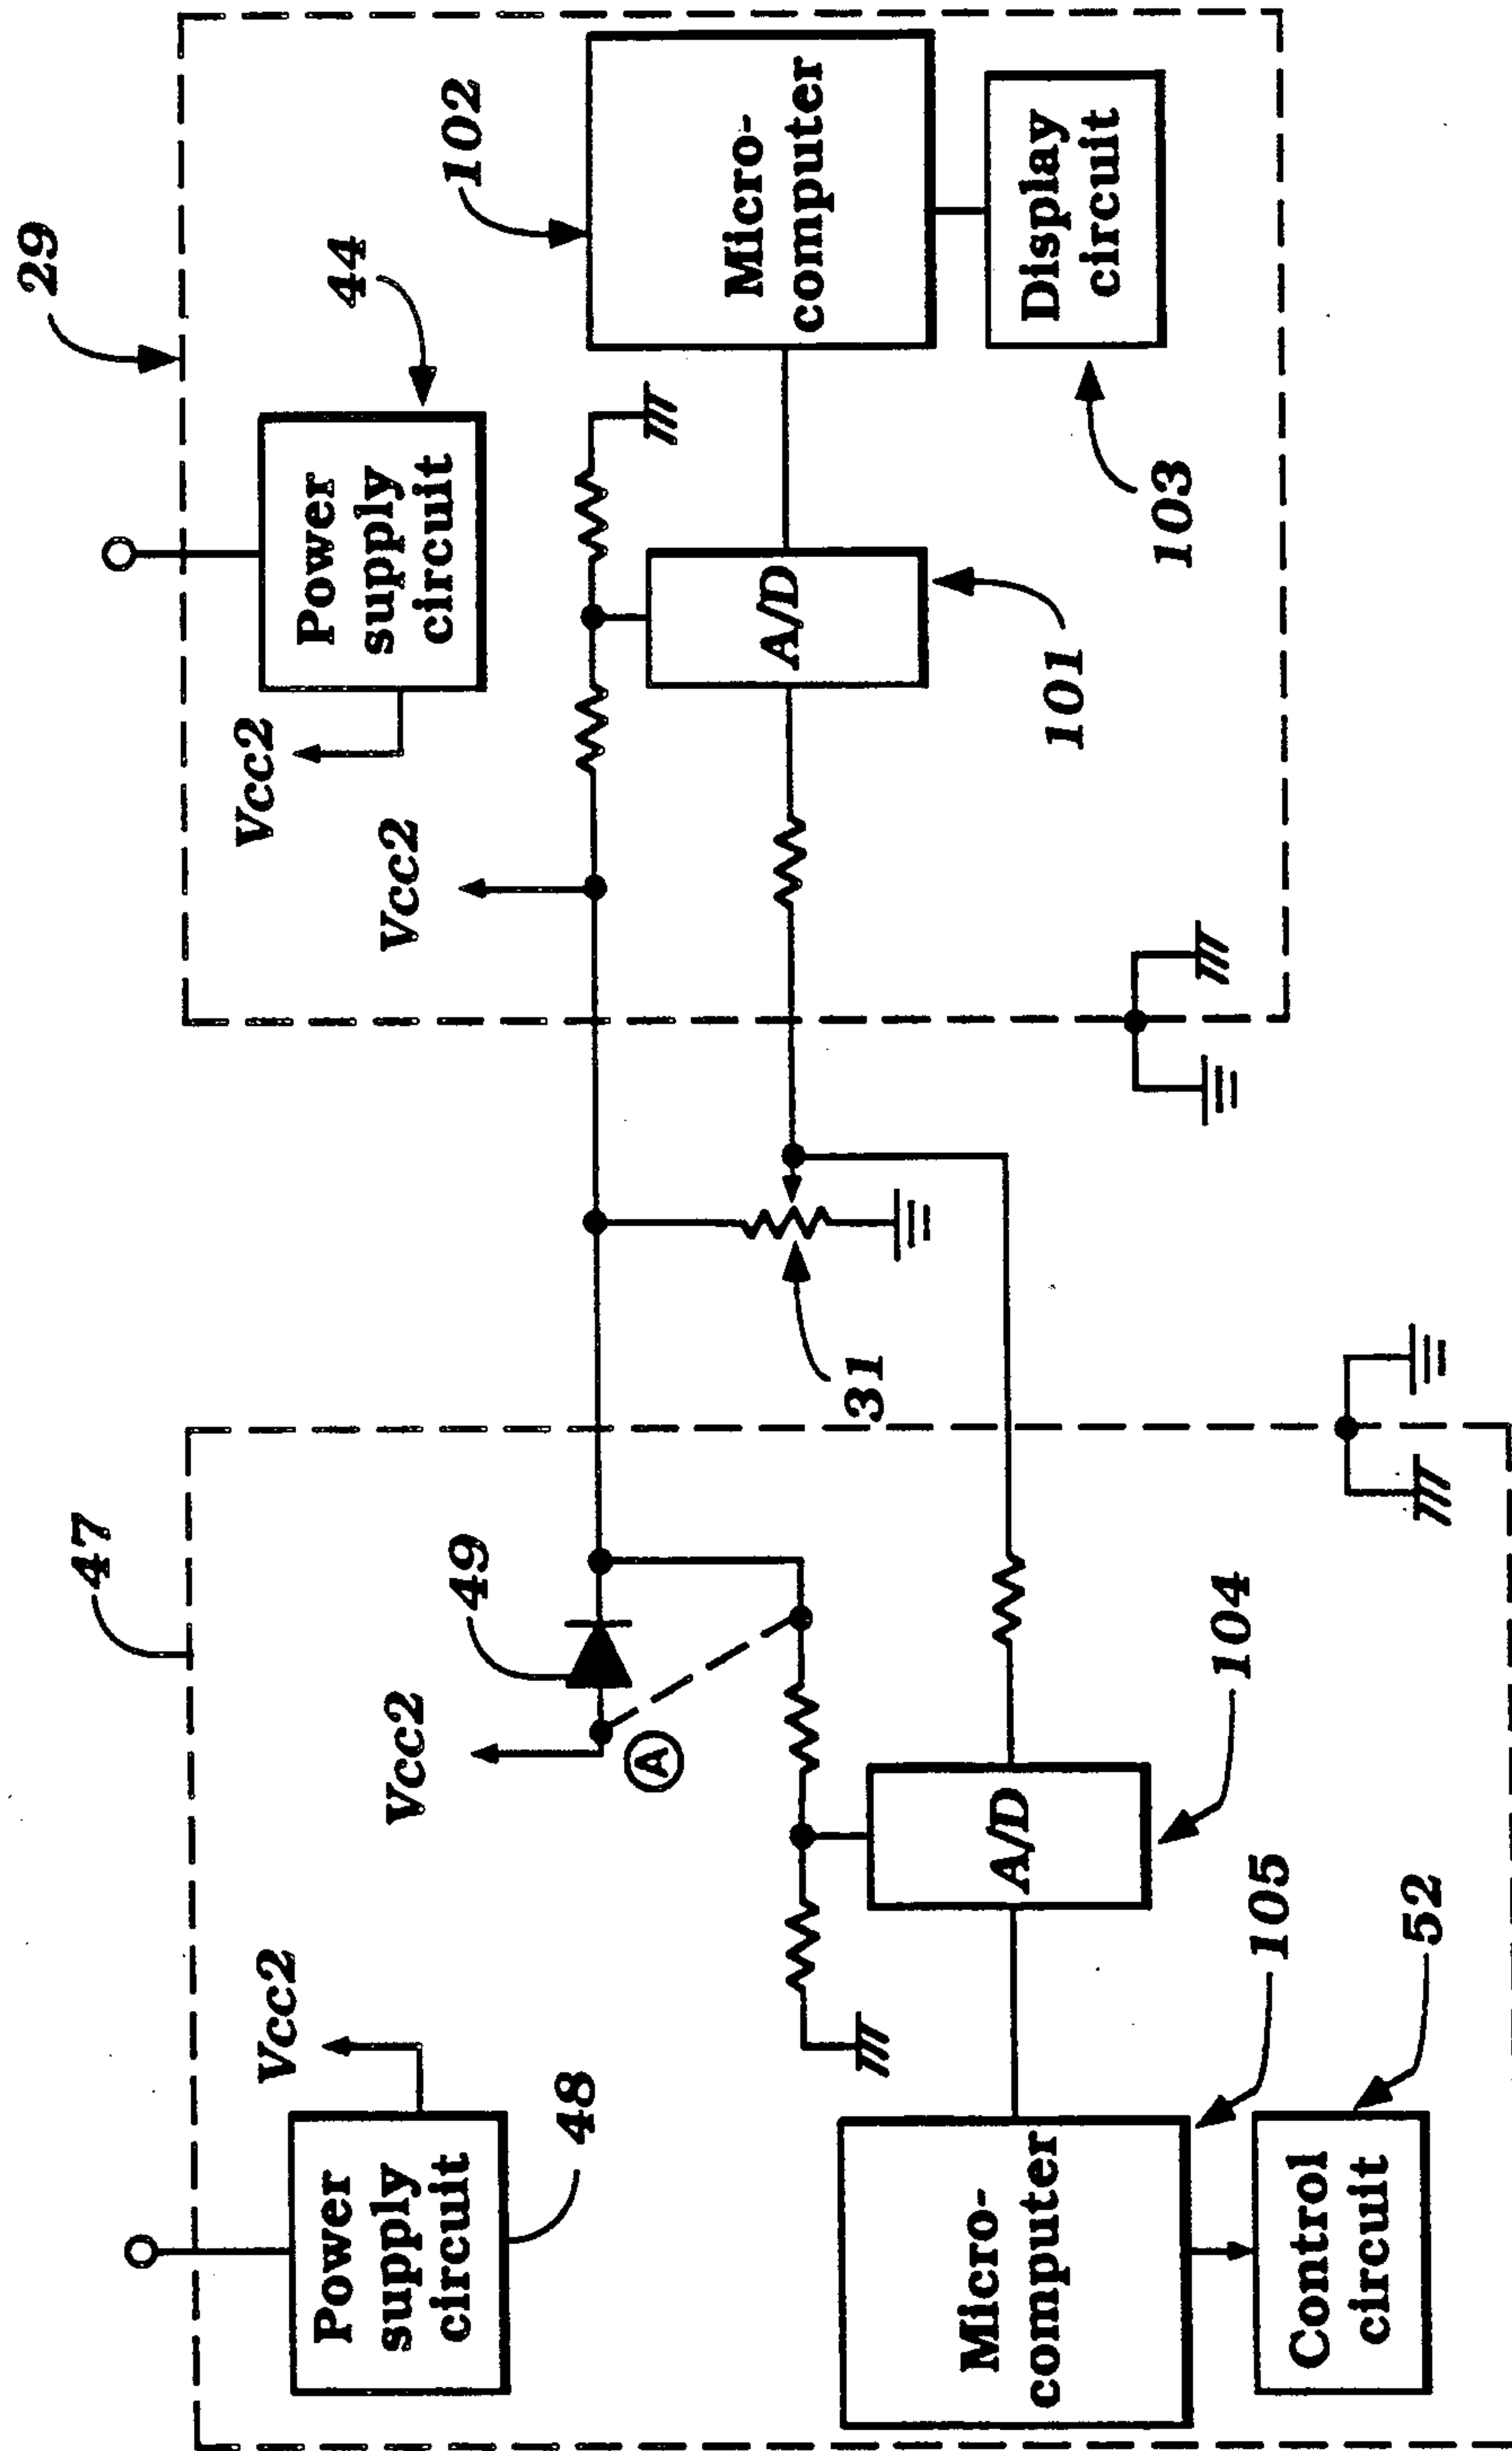 47
29
Power
supply
circuit
48
Vcc2
Vcc2
49
A
Vcc2
Vcc2
Power
supply
circuit
44
102
Micro-
computer
105
Control
circuit
52
A/D
104
31
A/D
101
Micro-
computer
Display
circuit
103